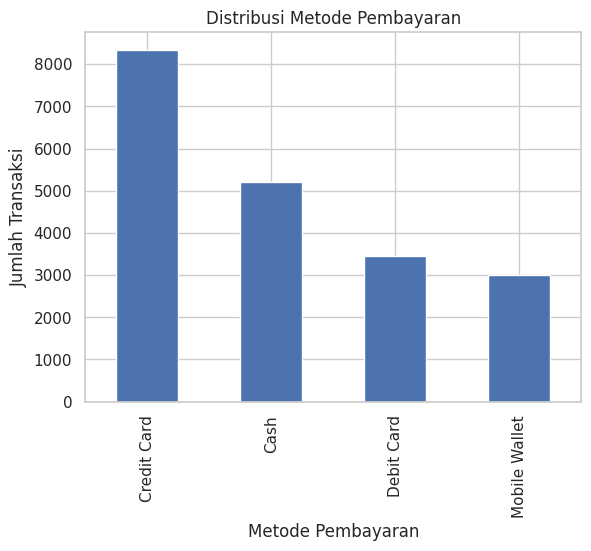 Distribusi Metode Pembayaran
Jumlah Transaksi
8000
7000
6000
5000
4000
3000
2000
1000
0
Credit Card
Cash
Debit Card
Mobile Wallet
Metode Pembayaran